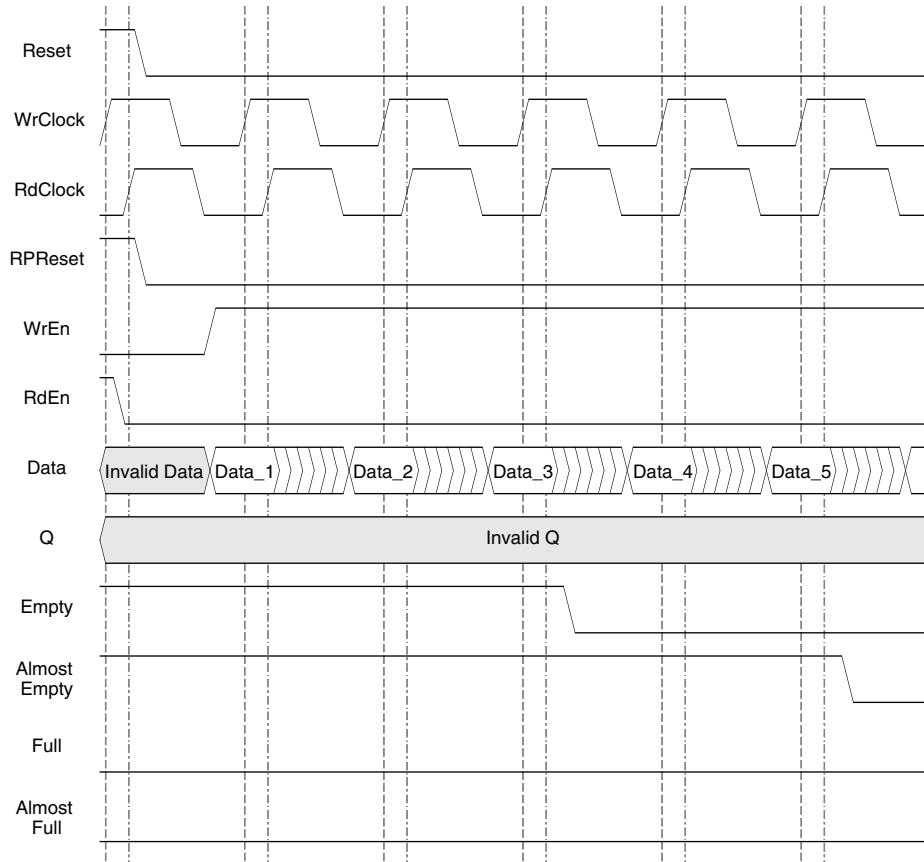 Reset
WrClock
RdClock
RPReset
WrEn
RdEn
Data
Invalid Data
Data_1
Data_2
Data_3
Data_4
Data_5
Q
Invalid Q
Empty
Almost
Empty
Full
Almost
Full